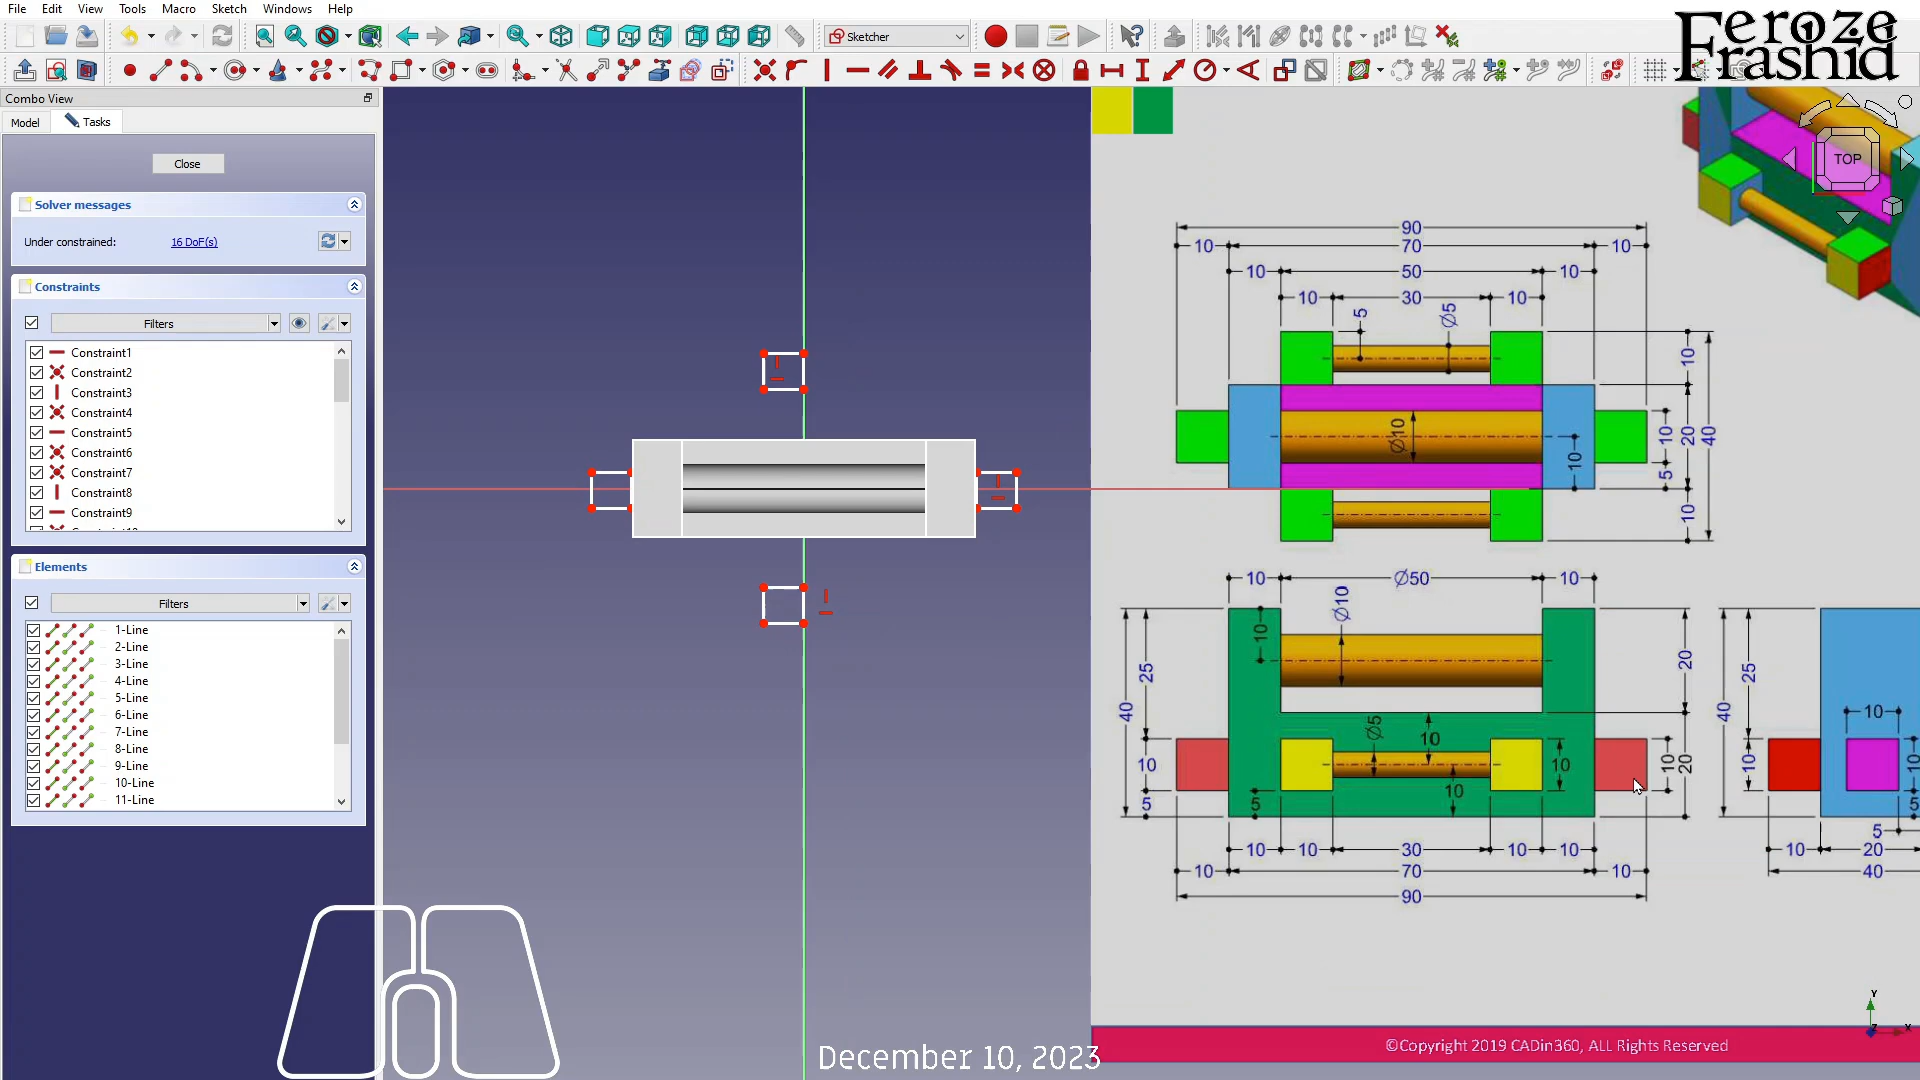 File Edit View Tools Macro Sketch Windows Help
Feroze
Frashid
Sketcher
Combo View
Model Tasks
Close
Solver messages
Under constrained: 16 DoF(s)
Constraints
Filters
Constraint1
Constraint2
Constraint3
Constraint4
Constraint5
Constraint6
Constraint7
Constraint8
Constraint9
Elements
Filters
1-Line
2-Line
3-Line
4-Line
5-Line
6-Line
7-Line
8-Line
9-Line
10-Line
11-Line
TOP
90
10 70 10
10 50 10
10 30 10
5 Ø5
10
Ø10 10 10 20 40
5
10
10 Ø50 10
Ø10
10
25 20 25
40 Ø5 10 40 10
10 10 10 20 10 10
10
5 5 5
5
10 10 30 10 10 10 20
10 70 10 40
90
Y
X
Z
©Copyright 2019 CADin360, ALL Rights Reserved
December 10, 2023